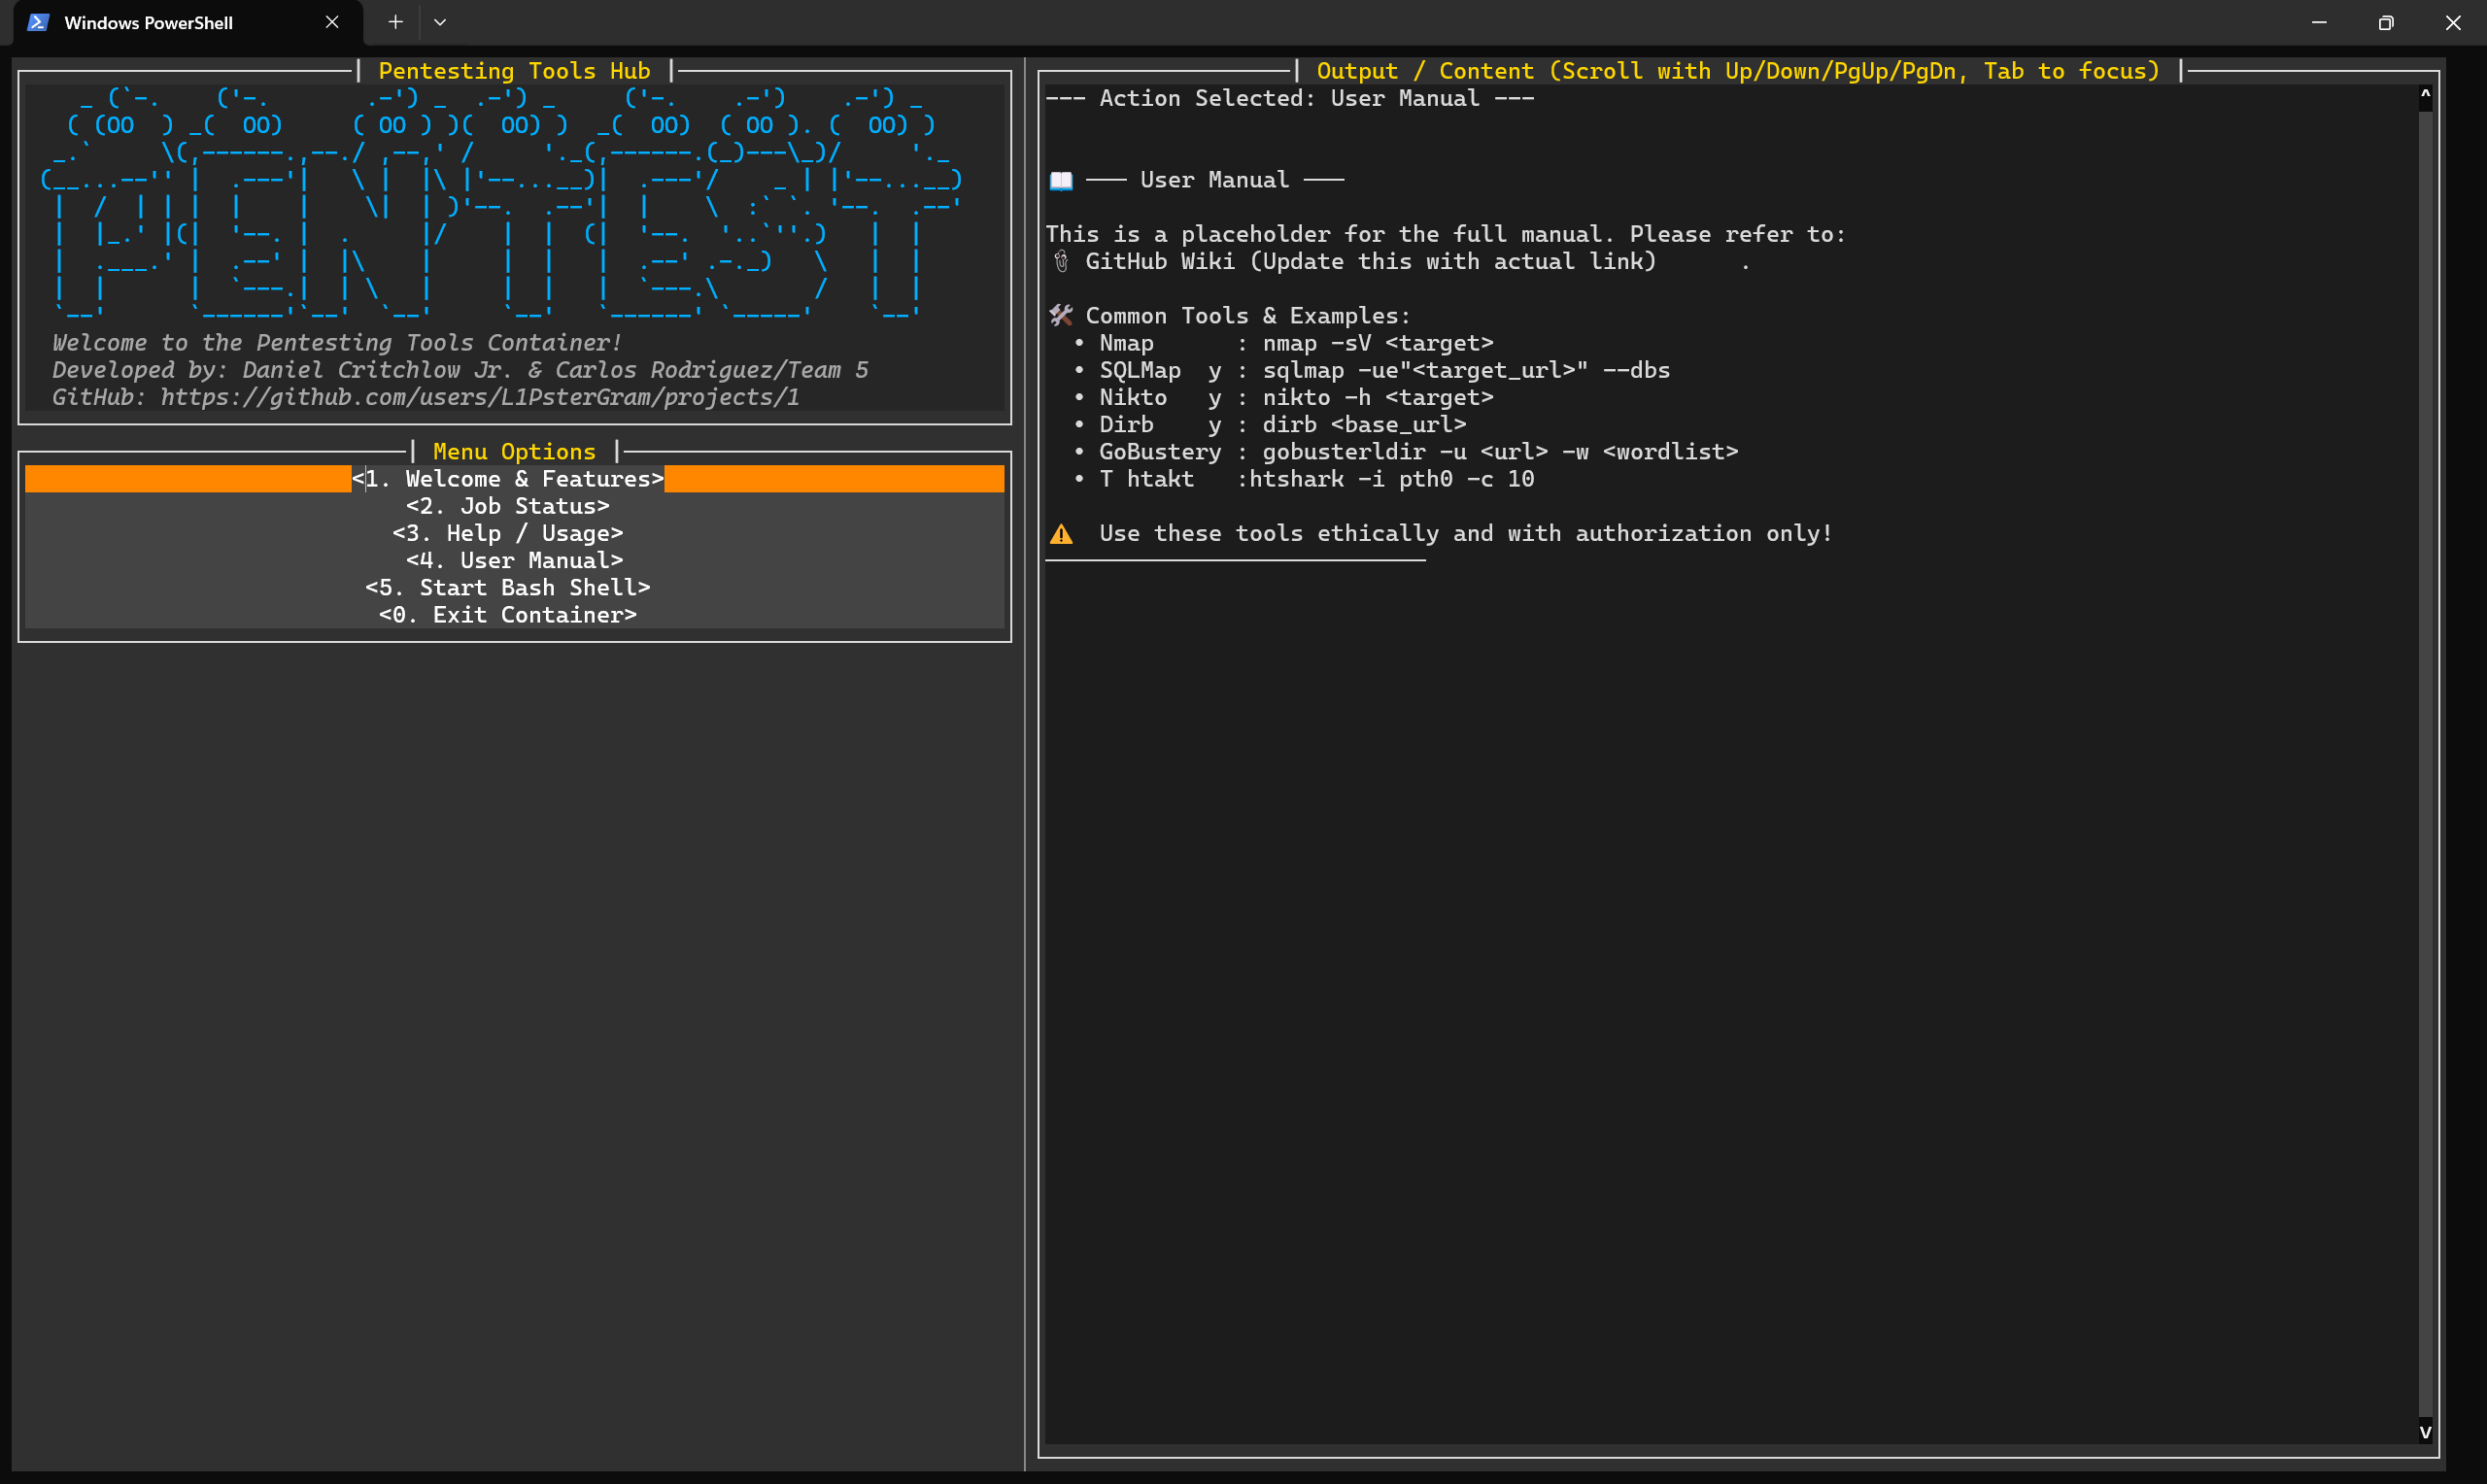 Windows PowerShell
Pentesting Tools Hub
PENTEST
Welcome to the Pentesting Tools Container!
Developed by: Daniel Critchlow Jr. & Carlos Rodriguez/Team 5
GitHub: https://github.com/users/L1PsterGram/projects/1
Menu Options
<1. Welcome & Features>
<2. Job Status>
<3. Help / Usage>
<4. User Manual>
<5. Start Bash Shell>
<0. Exit Container>
Output / Content (Scroll with Up/Down/PgUp/PgDn, Tab to focus)
--- Action Selected: User Manual ---
📖 ─── User Manual ───
This is a placeholder for the full manual. Please refer to:
📎 GitHub Wiki (Update this with actual link)      .
🛠 Common Tools & Examples:
• Nmap      : nmap -sV <target>
• SQLMap  y : sqlmap -ue"<target_url>" --dbs
• Nikto   y : nikto -h <target>
• Dirb    y : dirb <base_url>
• GoBustery : gobusterldir -u <url> -w <wordlist>
• T htakt   :htshark -i pth0 -c 10
⚠ Use these tools ethically and with authorization only!
^
v